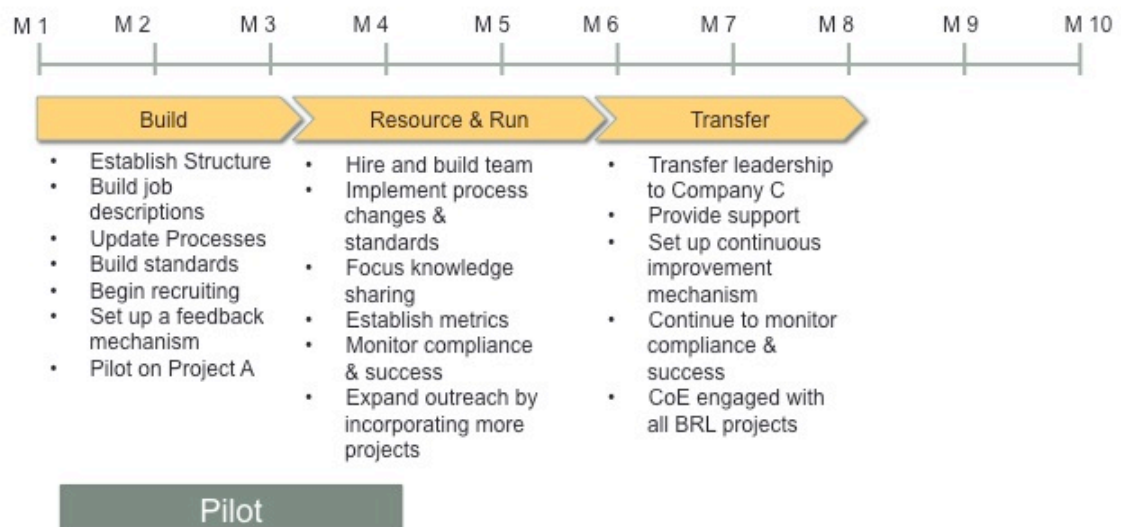 M 1 M 2 M 3 M 4 M 5 M 6 M 7 M 8 M 9 M 10
Build
• Establish Structure
• Build job
descriptions
• Update Processes
• Build standards
• Begin recruiting
• Set up a feedback
mechanism
• Pilot on Project A
Resource & Run
• Hire and build team
• Implement process
changes &
standards
• Focus knowledge
sharing
• Establish metrics
• Monitor compliance
& success
• Expand outreach by
incorporating more
projects
Transfer
• Transfer leadership
to Company C
• Provide support
• Set up continuous
improvement
mechanism
• Continue to monitor
compliance &
success
• CoE engaged with
all BRL projects
Pilot